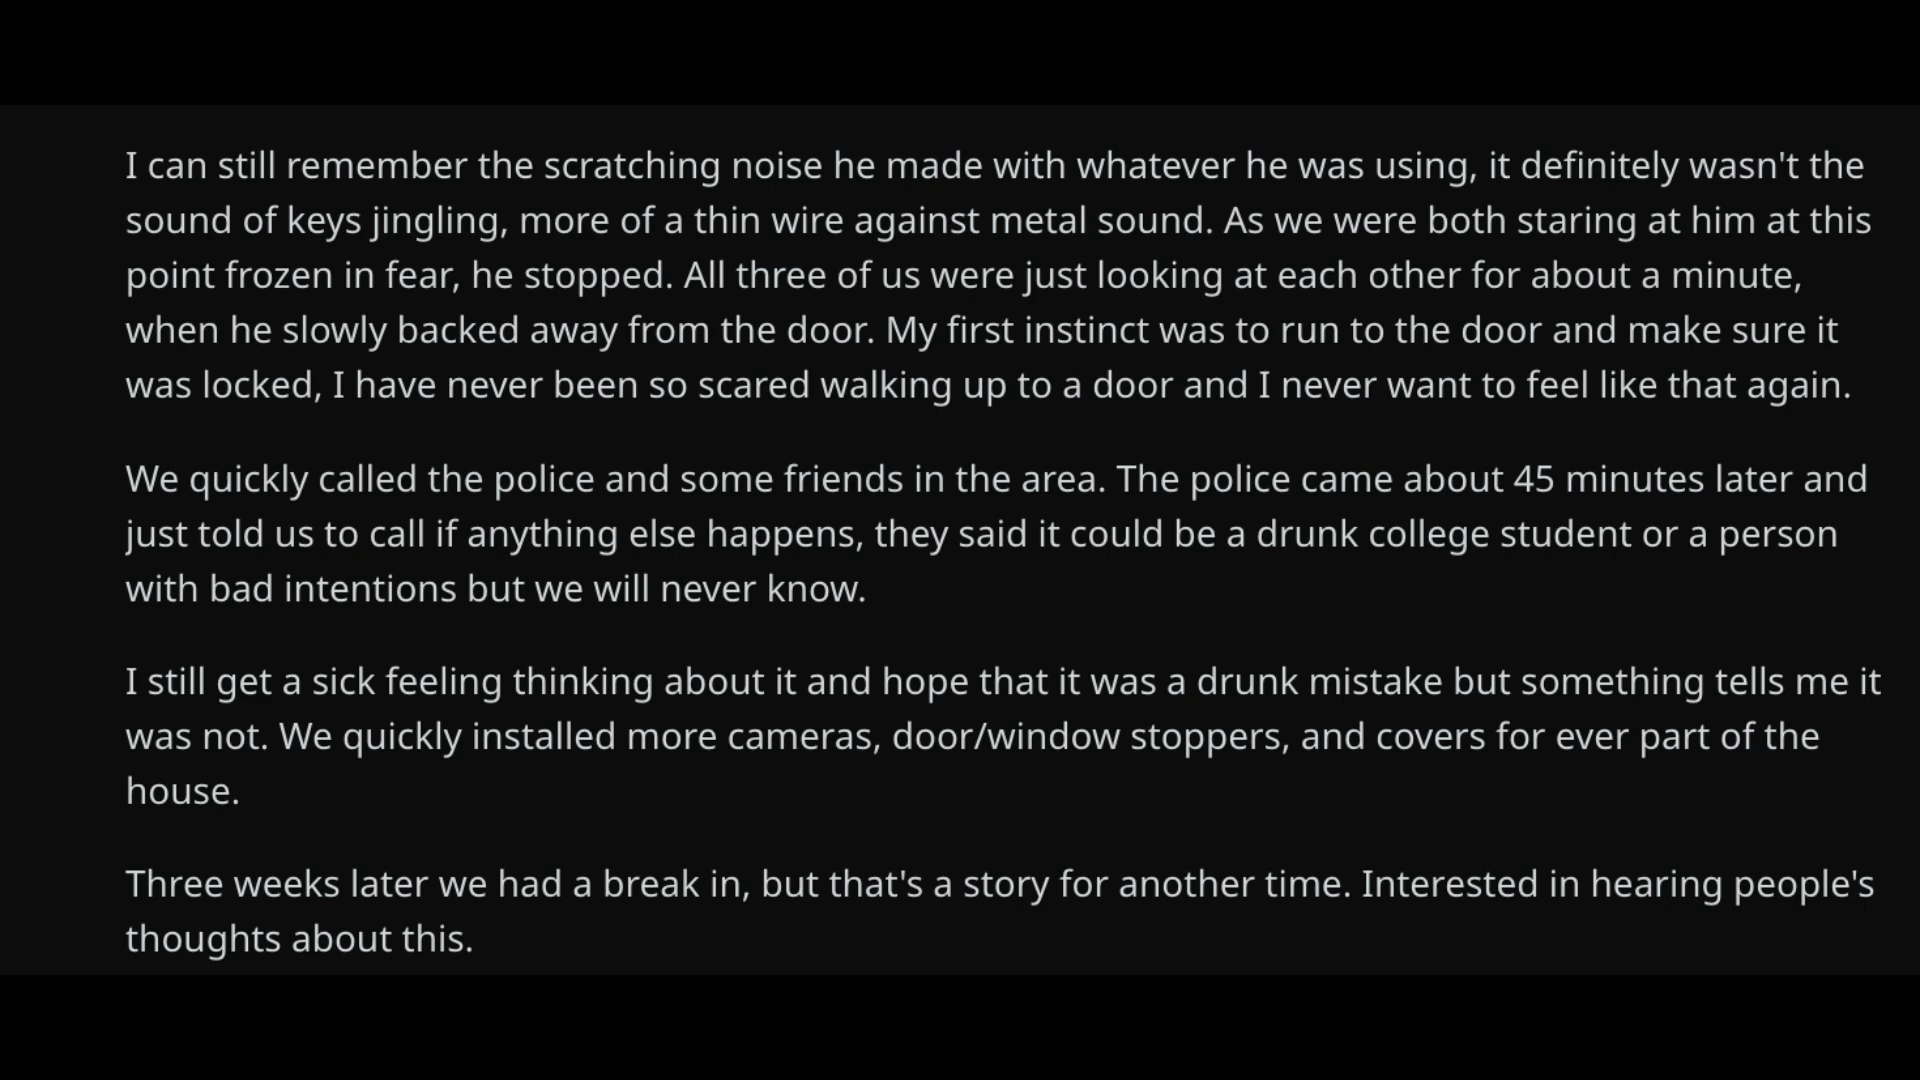 I can still remember the scratching noise he made with whatever he was using, it definitely wasn't the
sound of keys jingling, more of a thin wire against metal sound. As we were both staring at him at this
point frozen in fear, he stopped. All three of us were just looking at each other for about a minute,
when he slowly backed away from the door. My first instinct was to run to the door and make sure it
was locked, I have never been so scared walking up to a door and I never want to feel like that again.
We quickly called the police and some friends in the area. The police came about 45 minutes later and
just told us to call if anything else happens, they said it could be a drunk college student or a person
with bad intentions but we will never know.
I still get a sick feeling thinking about it and hope that it was a drunk mistake but something tells me it
was not. We quickly installed more cameras, door/window stoppers, and covers for ever part of the
house.
Three weeks later we had a break in, but that's a story for another time. Interested in hearing people's
thoughts about this.